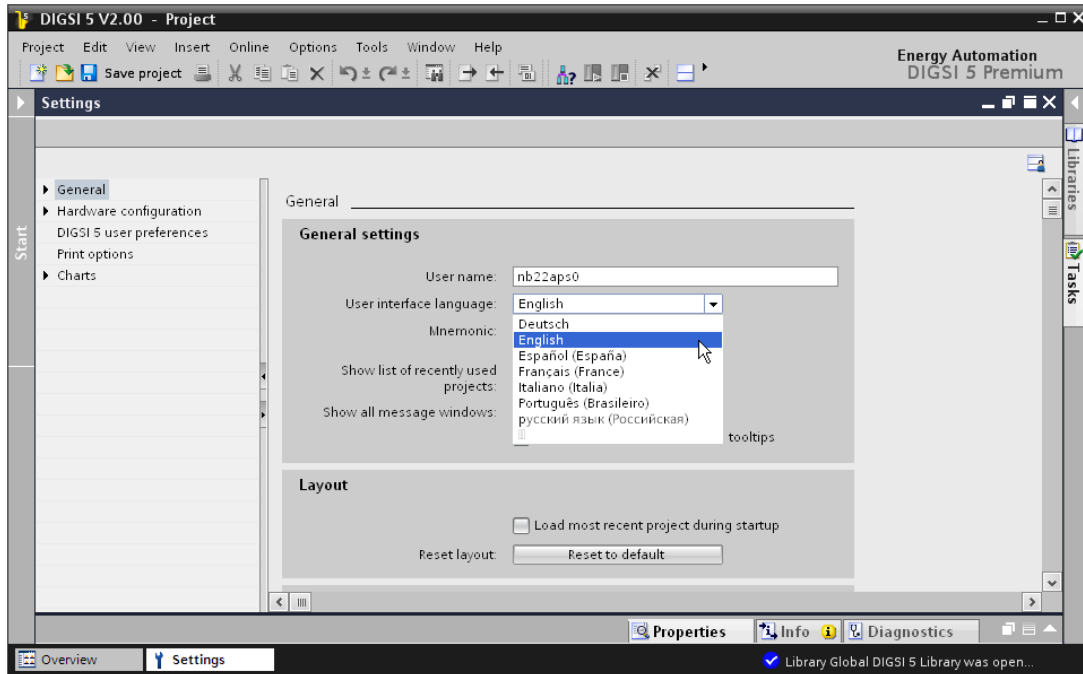 DIGSI 5 V2.00 - Project
Project Edit View Insert Online Options Tools Window Help
Save project
Energy Automation
DIGSI 5 Premium
Settings
Libraries
Tasks
Start
General
Hardware configuration
DIGSI 5 user preferences
Print options
Charts
General
General settings
User name: nb22aps0
User interface language: English
Mnemonic:
Deutsch
English
Español (España)
Français (France)
Italiano (Italia)
Português (Brasileiro)
русский язык (Российская)
Show list of recently used
projects:
Show all message windows:
tooltips
Layout
Load most recent project during startup
Reset layout: Reset to default
Properties Info Diagnostics
Overview Settings
Library Global DIGSI 5 Library was open...